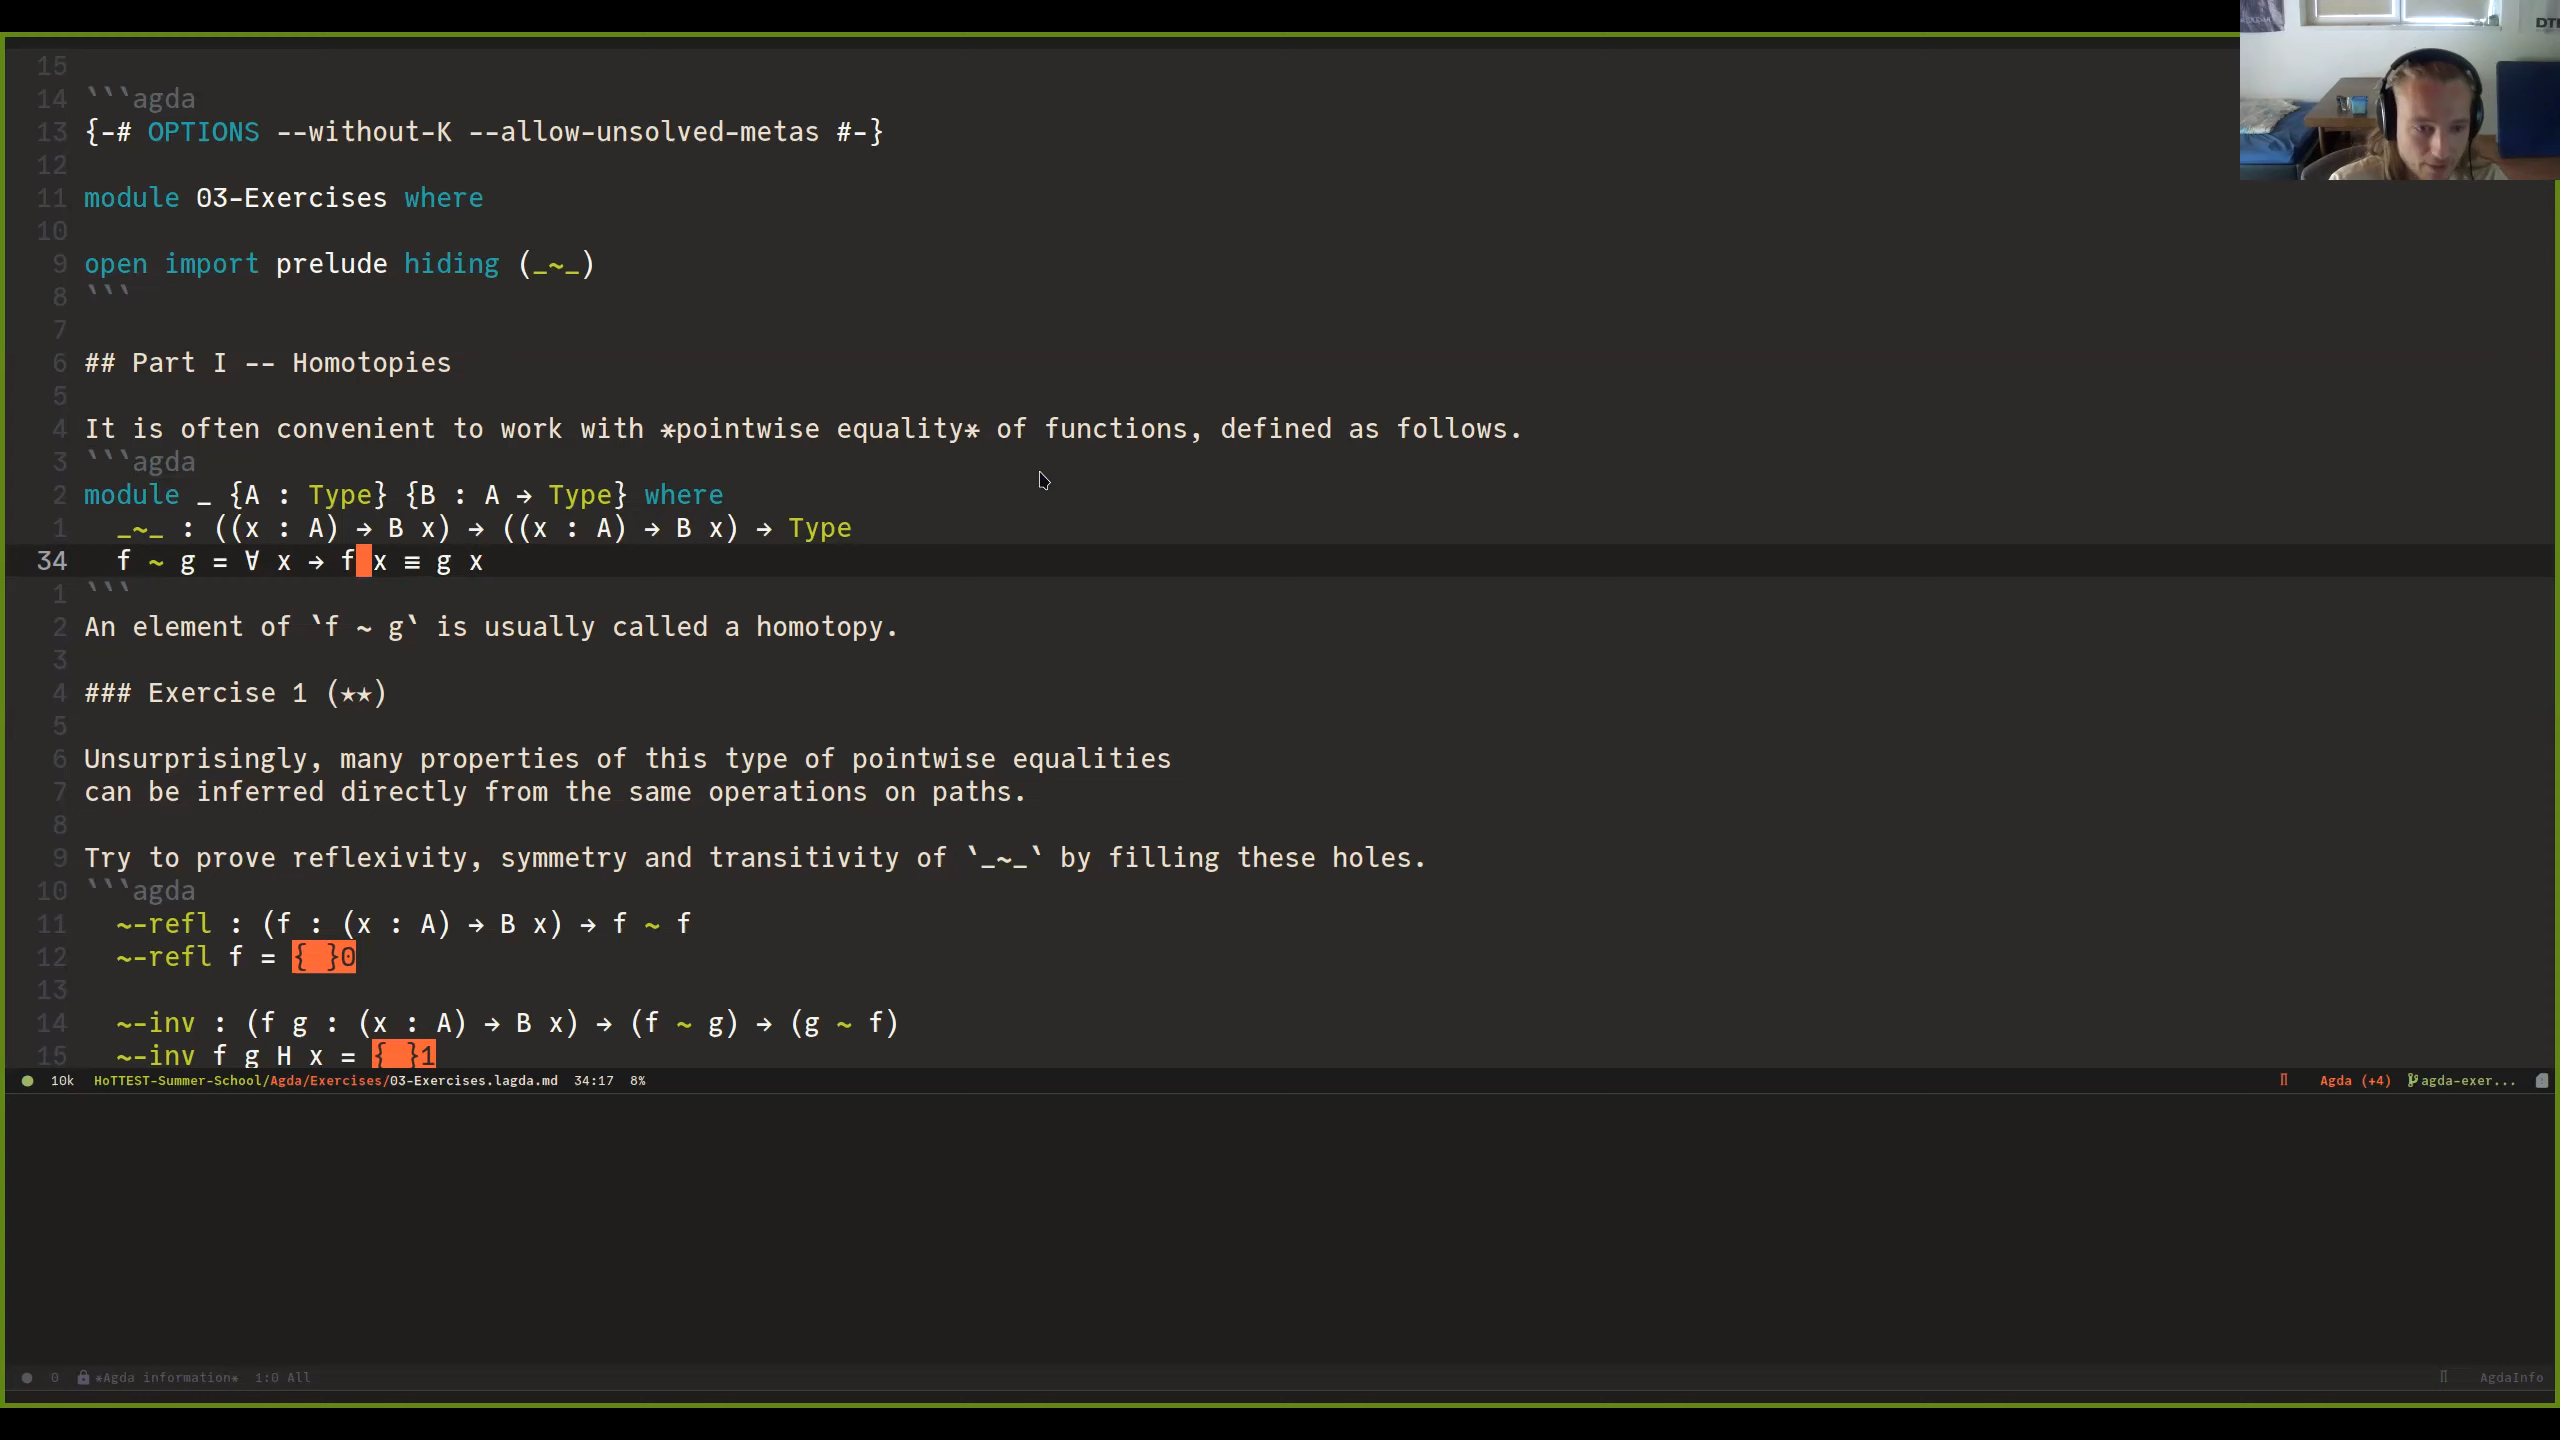 15
14 ```agda
13 {-# OPTIONS --without-K --allow-unsolved-metas #-}
12
11 module 03-Exercises where
10
9 open import prelude hiding (_~_)
8 ```
7
6 ## Part I -- Homotopies
5
4 It is often convenient to work with *pointwise equality* of functions, defined as follows.
3 ```agda
2 module _ {A : Type} {B : A → Type} where
1 _~_ : ((x : A) → B x) → ((x : A) → B x) → Type
34 f ~ g = ∀ x → f x ≡ g x
1 ```
2 An element of `f ~ g` is usually called a homotopy.
3
4 ### Exercise 1 (★★)
5
6 Unsurprisingly, many properties of this type of pointwise equalities
7 can be inferred directly from the same operations on paths.
8
9 Try to prove reflexivity, symmetry and transitivity of `_~_` by filling these holes.
10 ```agda
11 ~-refl : (f : (x : A) → B x) → f ~ f
12 ~-refl f = { }0
13
14 ~-inv : (f g : (x : A) → B x) → (f ~ g) → (g ~ f)
15 ~-inv f g H x = { }1
10k HoTTEST-Summer-School/Agda/Exercises/03-Exercises.lagda.md 34:17 8% Agda (+4) agda-exer...
0 *Agda information* 1:0 All AgdaInfo